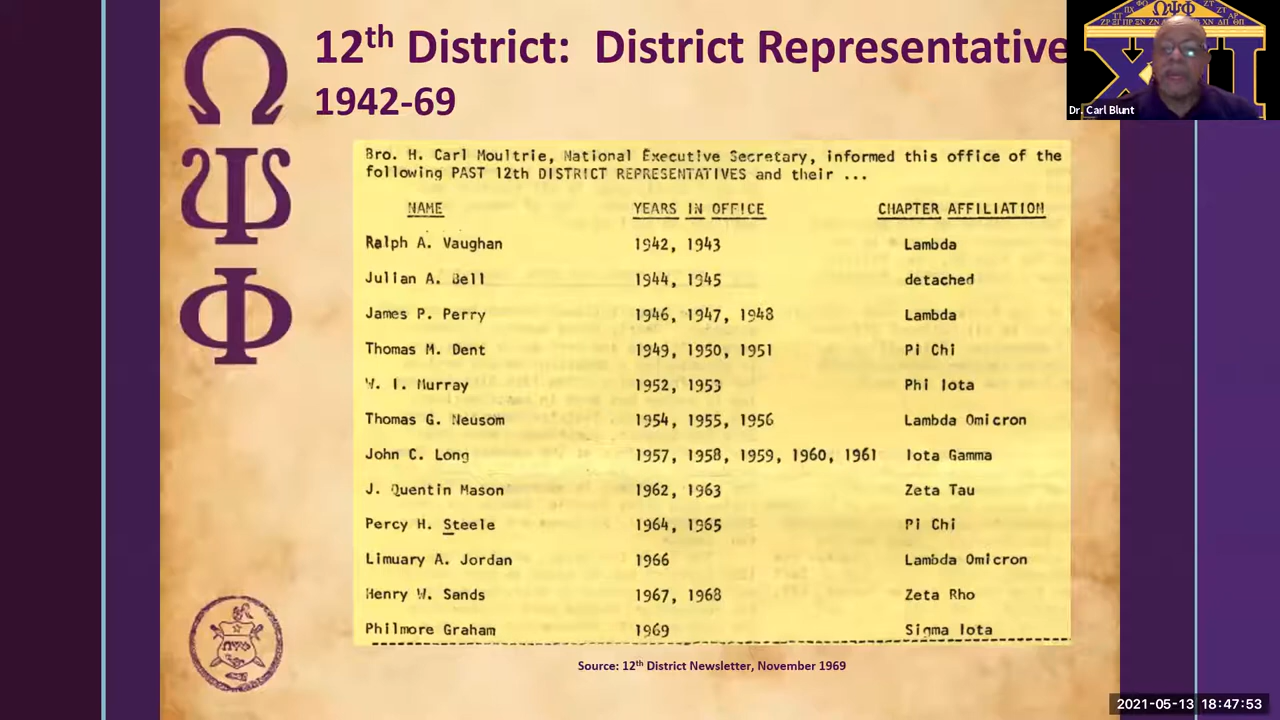 Ω
Ψ
Φ
12th District: District Representative
1942-69
Dr. Carl Blunt
Bro. H. Carl Moultrie, National Executive Secretary, informed this office of the
following PAST 12th DISTRICT REPRESENTATIVES and their ...
NAME YEARS IN OFFICE CHAPTER AFFILIATION
Ralph A. Vaughan 1942, 1943 Lambda
Julian A. Bell 1944, 1945 detached
James P. Perry 1946, 1947, 1948 Lambda
Thomas M. Dent 1949, 1950, 1951 Pi Chi
W. I. Murray 1952, 1953 Phi Iota
Thomas G. Neusom 1954, 1955, 1956 Lambda Omicron
John C. Long 1957, 1958, 1959, 1960, 1961 Iota Gamma
J. Quentin Mason 1962, 1963 Zeta Tau
Percy H. Steele 1964, 1965 Pi Chi
Limuary A. Jordan 1966 Lambda Omicron
Henry W. Sands 1967, 1968 Zeta Rho
Philmore Graham 1969 Sigma Iota
Source: 12th District Newsletter, November 1969
2021-05-13 18:47:53